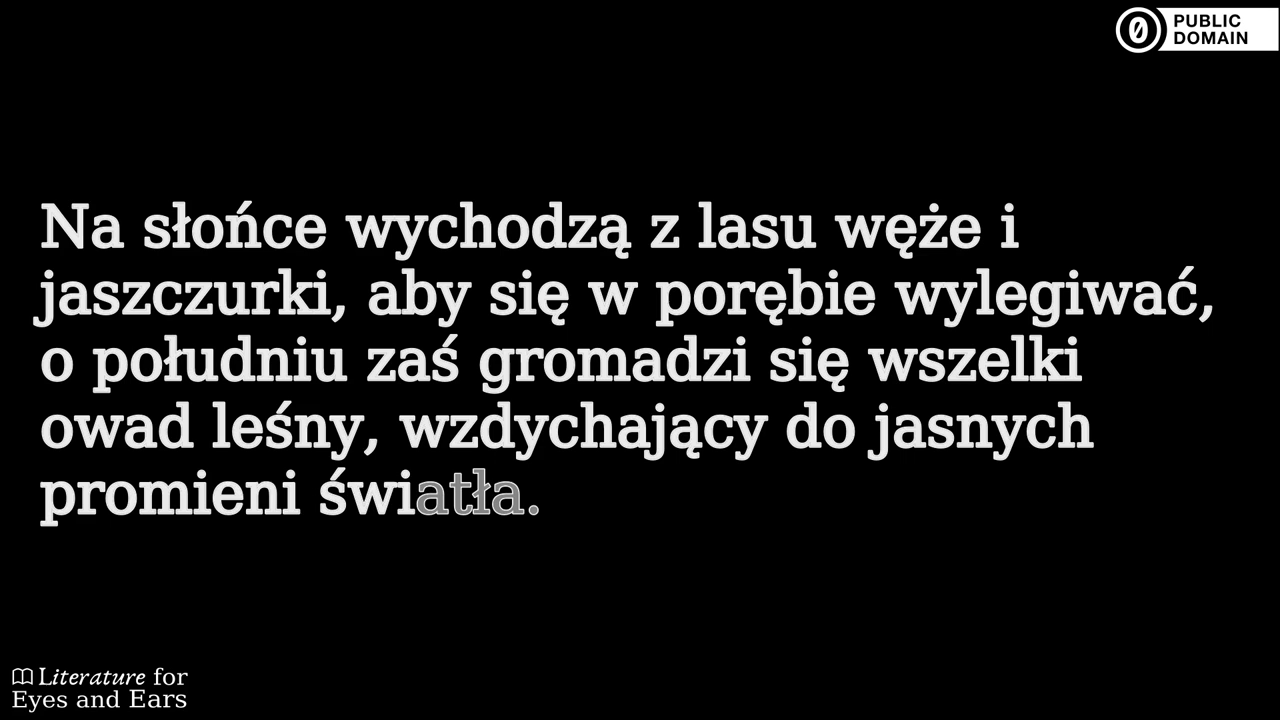 PUBLIC
DOMAIN
Na słońce wychodzą z lasu węże i
jaszczurki, aby się w porębie wylegiwać,
o południu zaś gromadzi się wszelki
owad leśny, wzdychający do jasnych
promieni światła.
Literature for
Eyes and Ears